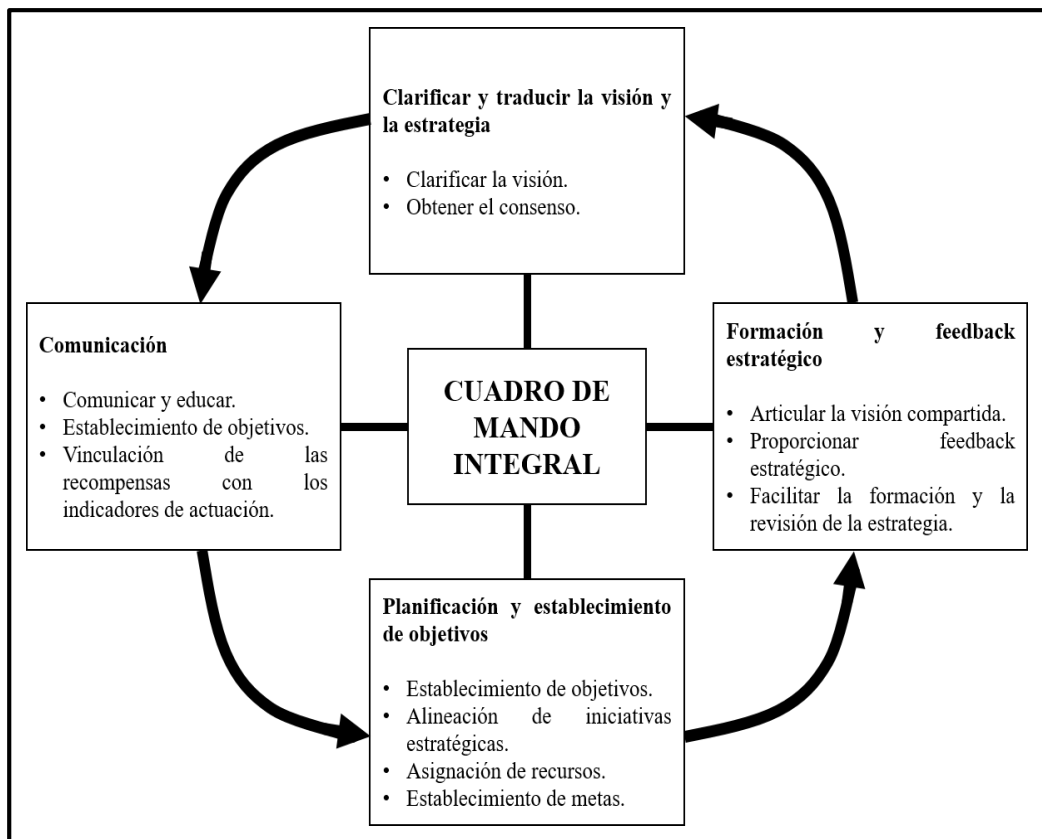 Clarificar y traducir la visión y
la estrategia
• Clarificar la visión.
• Obtener el consenso.
Comunicación
• Comunicar y educar.
• Establecimiento de objetivos.
• Vinculación de las
recompensas con los
indicadores de actuación.
CUADRO DE
MANDO
INTEGRAL
Formación y feedback
estratégico
• Articular la visión compartida.
• Proporcionar feedback
estratégico.
• Facilitar la formación y la
revisión de la estrategia.
Planificación y establecimiento
de objetivos
• Establecimiento de objetivos.
• Alineación de iniciativas
estratégicas.
• Asignación de recursos.
• Establecimiento de metas.